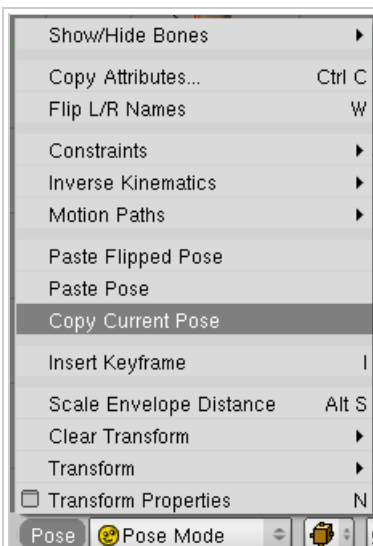 Show/Hide Bones
Copy Attributes... Ctrl C
Flip L/R Names W
Constraints
Inverse Kinematics
Motion Paths
Paste Flipped Pose
Paste Pose
Copy Current Pose
Insert Keyframe I
Scale Envelope Distance Alt S
Clear Transform
Transform
Transform Properties N
Pose Pose Mode